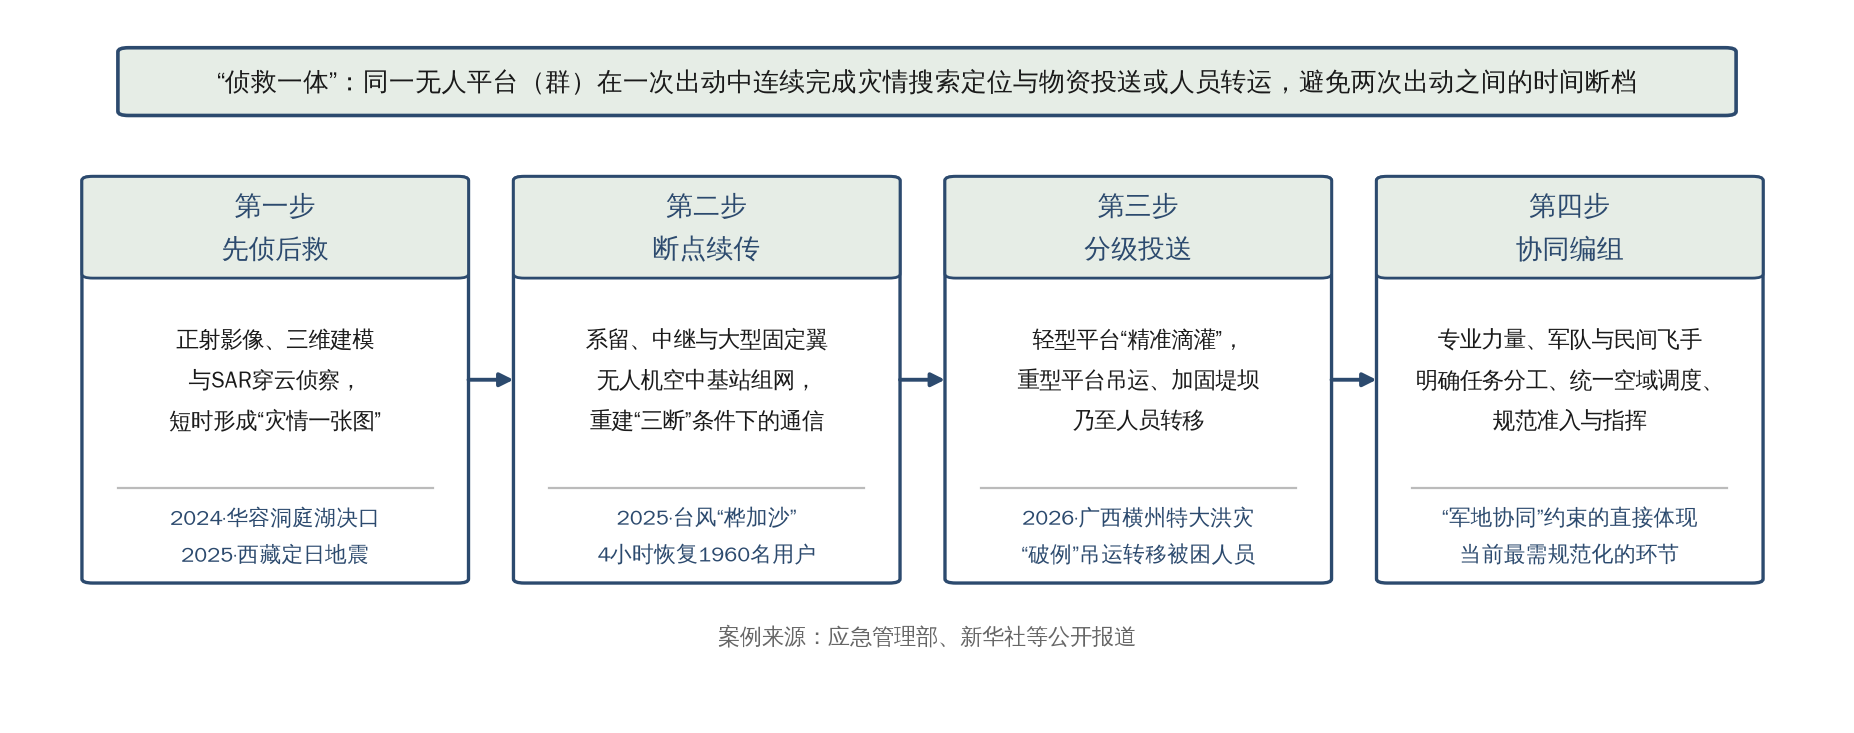 “侦救一体”：同一无人平台（群）在一次出动中连续完成灾情搜索定位与物资投送或人员转运，避免两次出动之间的时间断档
第一步
先侦后救
正射影像、三维建模
与SAR穿云侦察，
短时形成“灾情一张图”
2024·华容洞庭湖决口
2025·西藏定日地震
第二步
断点续传
系留、中继与大型固定翼
无人机空中基站组网，
重建“三断”条件下的通信
2025·台风“桦加沙”
4小时恢复1960名用户
第三步
分级投送
轻型平台“精准滴灌”，
重型平台吊运、加固堤坝
乃至人员转移
2026·广西横州特大洪灾
“破例”吊运转移被困人员
第四步
协同编组
专业力量、军队与民间飞手
明确任务分工、统一空域调度、
规范准入与指挥
“军地协同”约束的直接体现
当前最需规范化的环节
案例来源：应急管理部、新华社等公开报道